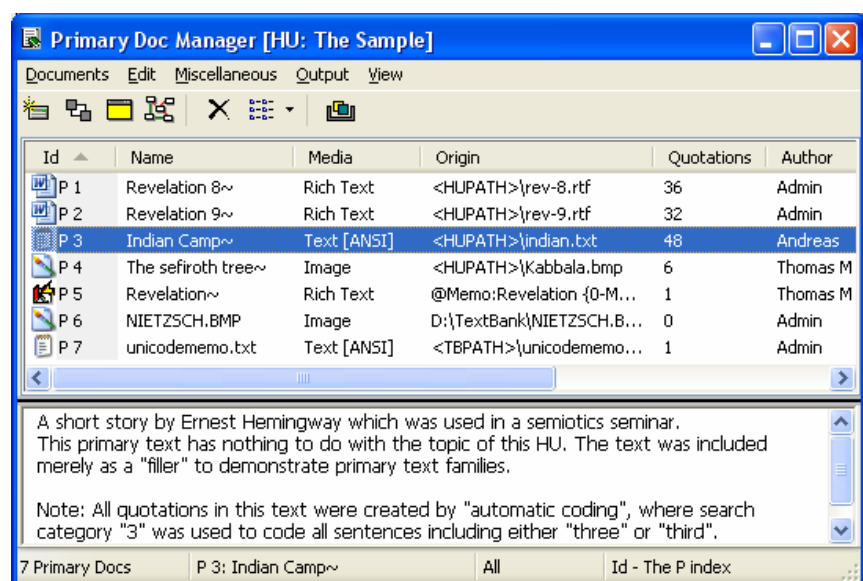 Primary Doc Manager [HU: The Sample]
Documents Edit Miscellaneous Output View
Id Name Media Origin Quotations Author
P 1 Revelation 8~ Rich Text <HUPATH>\rev-8.rtf 36 Admin
P 2 Revelation 9~ Rich Text <HUPATH>\rev-9.rtf 32 Admin
P 3 Indian Camp~ Text [ANSI] <HUPATH>\indian.txt 48 Andreas
P 4 The sefiroth tree~ Image <HUPATH>\Kabbala.bmp 6 Thomas M
P 5 Revelation~ Rich Text @Memo:Revelation {0-M... 1 Thomas M
P 6 NIETZSCH.BMP Image D:\TextBank\NIETZSCH.B... 0 Admin
P 7 unicodememo.txt Text [ANSI] <TBPATH>\unicodememo... 1 Admin
A short story by Ernest Hemingway which was used in a semiotics seminar.
This primary text has nothing to do with the topic of this HU. The text was included
merely as a "filler" to demonstrate primary text families.
Note: All quotations in this text were created by "automatic coding", where search
category "3" was used to code all sentences including either "three" or "third".
7 Primary Docs P 3: Indian Camp~ All Id - The P index